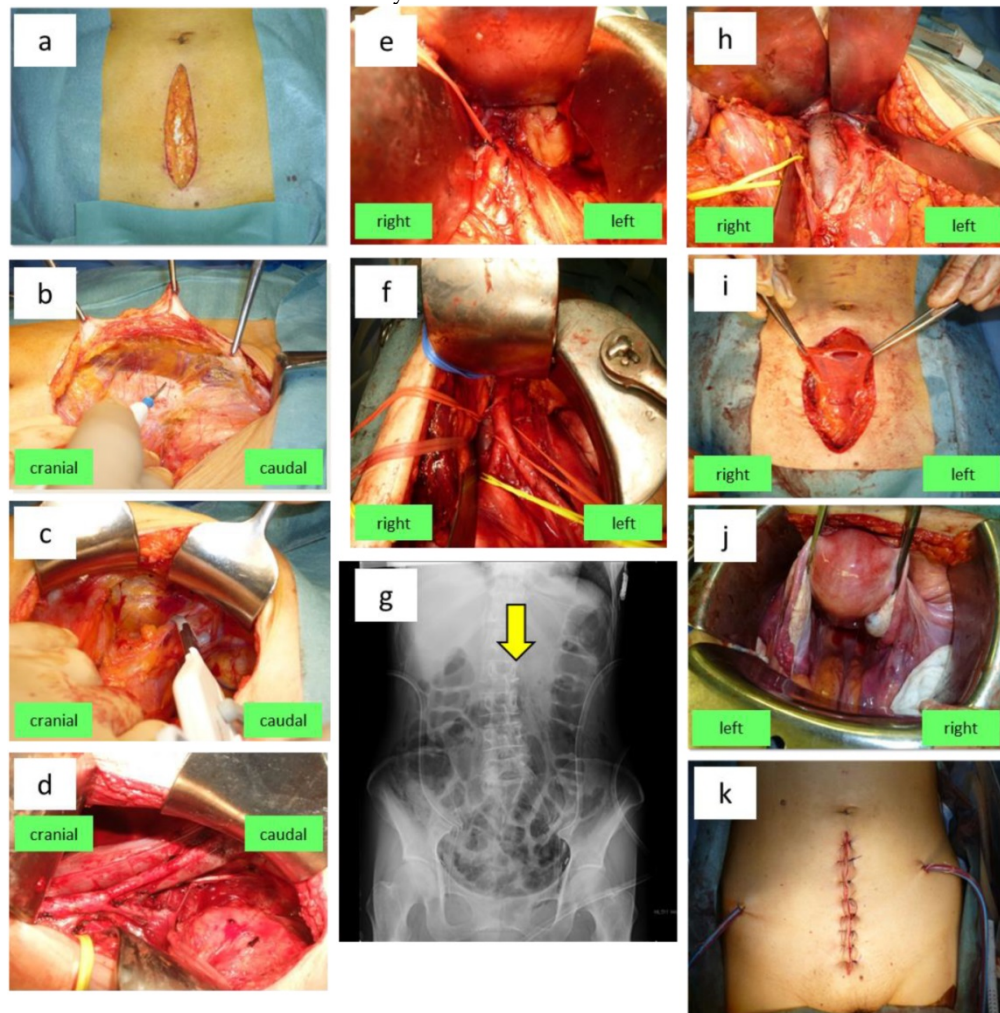 a
b
cranial
caudal
c
cranial
caudal
d
cranial
caudal
e
right
left
f
right
left
g
h
right
left
i
right
left
j
left
right
k